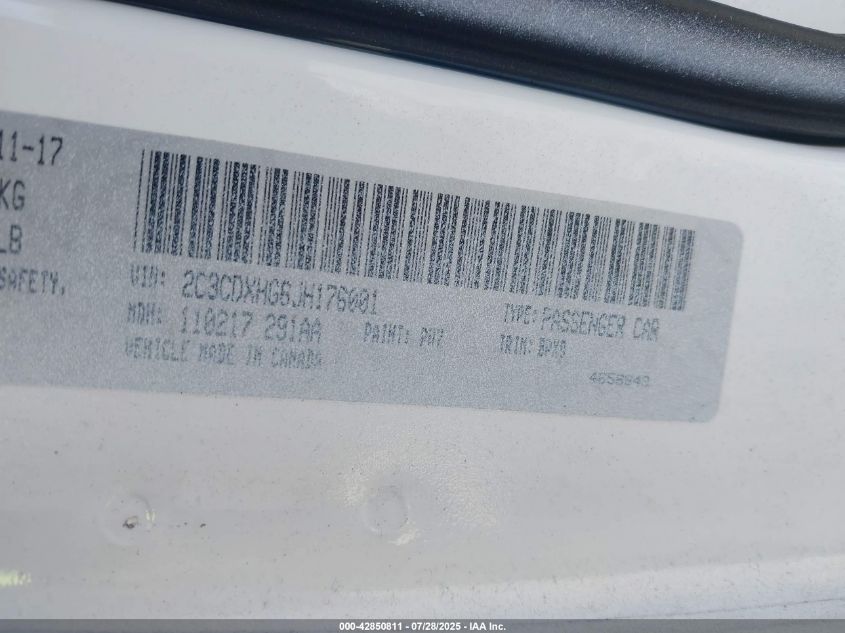 11-17
KG
LB
SAFETY,
VIN: 2C3CDXHG6JH176001
MDH: 110217 291AA
PAINT: PW7
VEHICLE MADE IN CANADA
TYPE: PASSENGER CAR
TRIM: BPX9
4658943
000-42850811 - 07/28/2025 - IAA Inc.